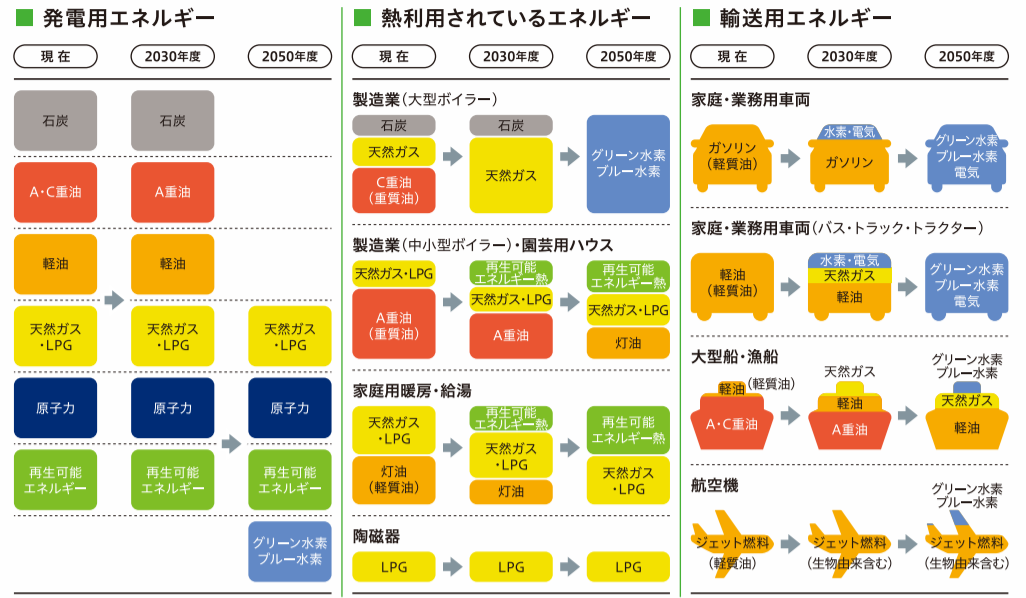 発電用エネルギー
現在
2030年度
2050年度
石炭
石炭
A・C重油
A重油
軽油
軽油
天然ガス
・LPG
天然ガス
・LPG
天然ガス
・LPG
原子力
原子力
原子力
再生可能
エネルギー
再生可能
エネルギー
再生可能
エネルギー
グリーン水素
ブルー水素
熱利用されているエネルギー
現在
2030年度
2050年度
製造業(大型ボイラー)
石炭
天然ガス
C重油
(重質油)
石炭
天然ガス
グリーン水素
ブルー水素
製造業(中小型ボイラー)・園芸用ハウス
天然ガス・LPG
A重油
(重質油)
再生可能
エネルギー熱
天然ガス・LPG
A重油
再生可能
エネルギー熱
天然ガス・LPG
灯油
家庭用暖房・給湯
天然ガス
・LPG
灯油
(軽質油)
再生可能
エネルギー熱
天然ガス
・LPG
灯油
再生可能
エネルギー熱
天然ガス
・LPG
陶磁器
LPG
LPG
LPG
輸送用エネルギー
現在
2030年度
2050年度
家庭・業務用車両
ガソリン
(軽質油)
水素・電気
ガソリン
グリーン水素
ブルー水素
電気
家庭・業務用車両(バス・トラック・トラクター)
軽油
(軽質油)
水素・電気
天然ガス
軽油
グリーン水素
ブルー水素
電気
大型船・漁船
軽油(軽質油)
A・C重油
天然ガス
軽油
A重油
グリーン水素
ブルー水素
天然ガス
軽油
航空機
ジェット燃料
(軽質油)
ジェット燃料
(生物由来含む)
グリーン水素
ブルー水素
ジェット燃料
(生物由来含む)